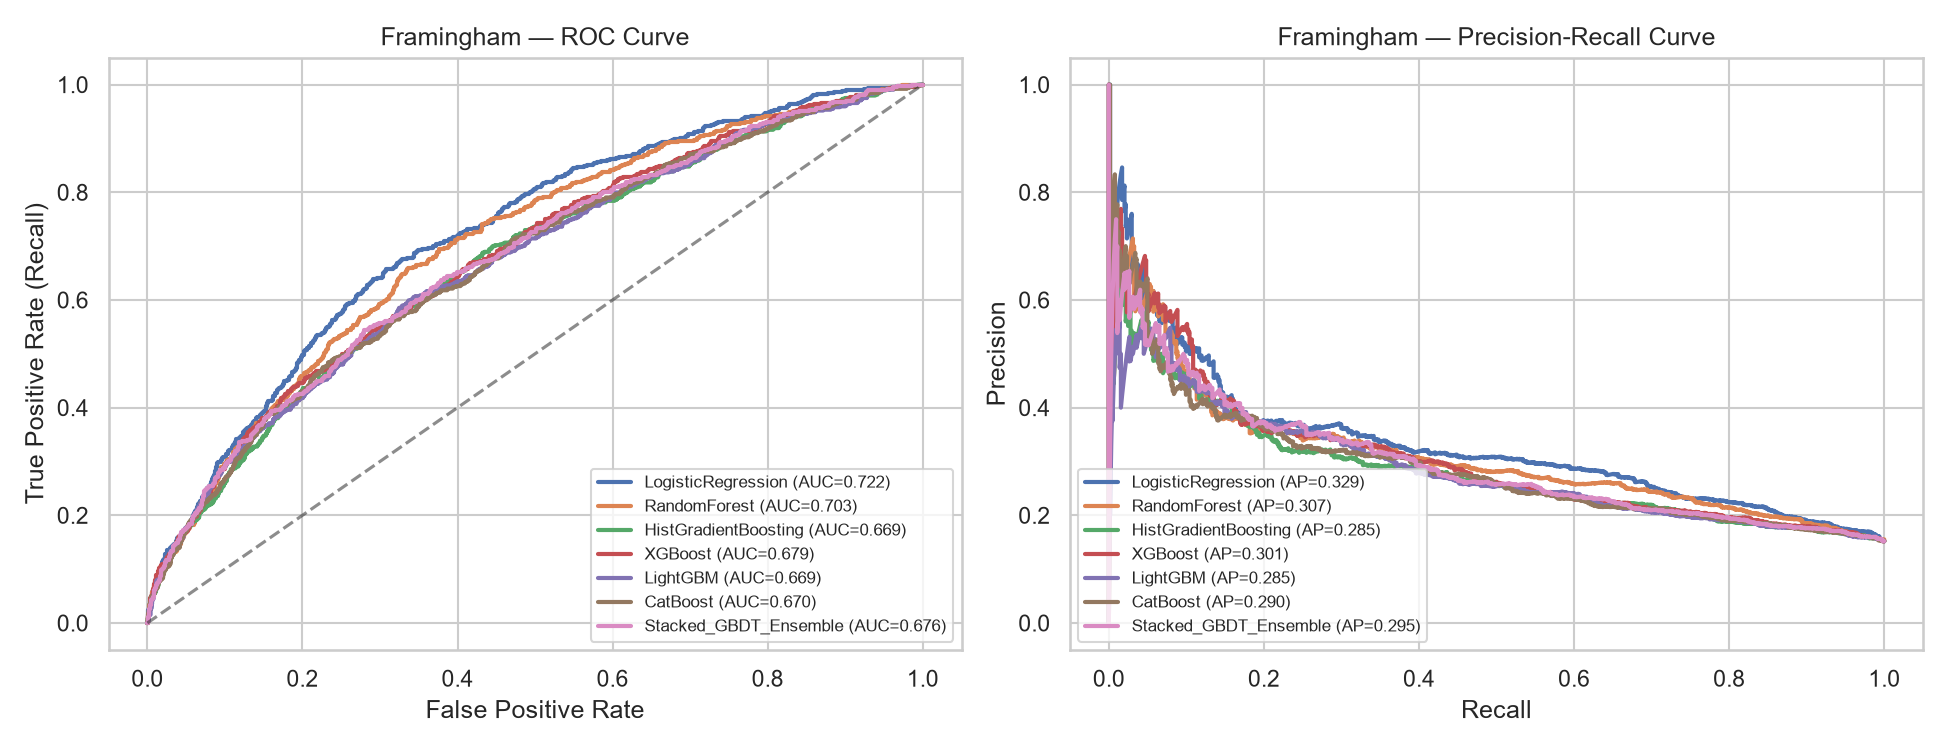 Framingham — ROC Curve
1.0
0.8
0.6
0.4
0.2
0.0
True Positive Rate (Recall)
0.0 0.2 0.4 0.6 0.8 1.0
False Positive Rate
LogisticRegression (AUC=0.722)
RandomForest (AUC=0.703)
HistGradientBoosting (AUC=0.669)
XGBoost (AUC=0.679)
LightGBM (AUC=0.669)
CatBoost (AUC=0.670)
Stacked_GBDT_Ensemble (AUC=0.676)
Framingham — Precision-Recall Curve
1.0
0.8
0.6
0.4
0.2
0.0
Precision
0.0 0.2 0.4 0.6 0.8 1.0
Recall
LogisticRegression (AP=0.329)
RandomForest (AP=0.307)
HistGradientBoosting (AP=0.285)
XGBoost (AP=0.301)
LightGBM (AP=0.285)
CatBoost (AP=0.290)
Stacked_GBDT_Ensemble (AP=0.295)